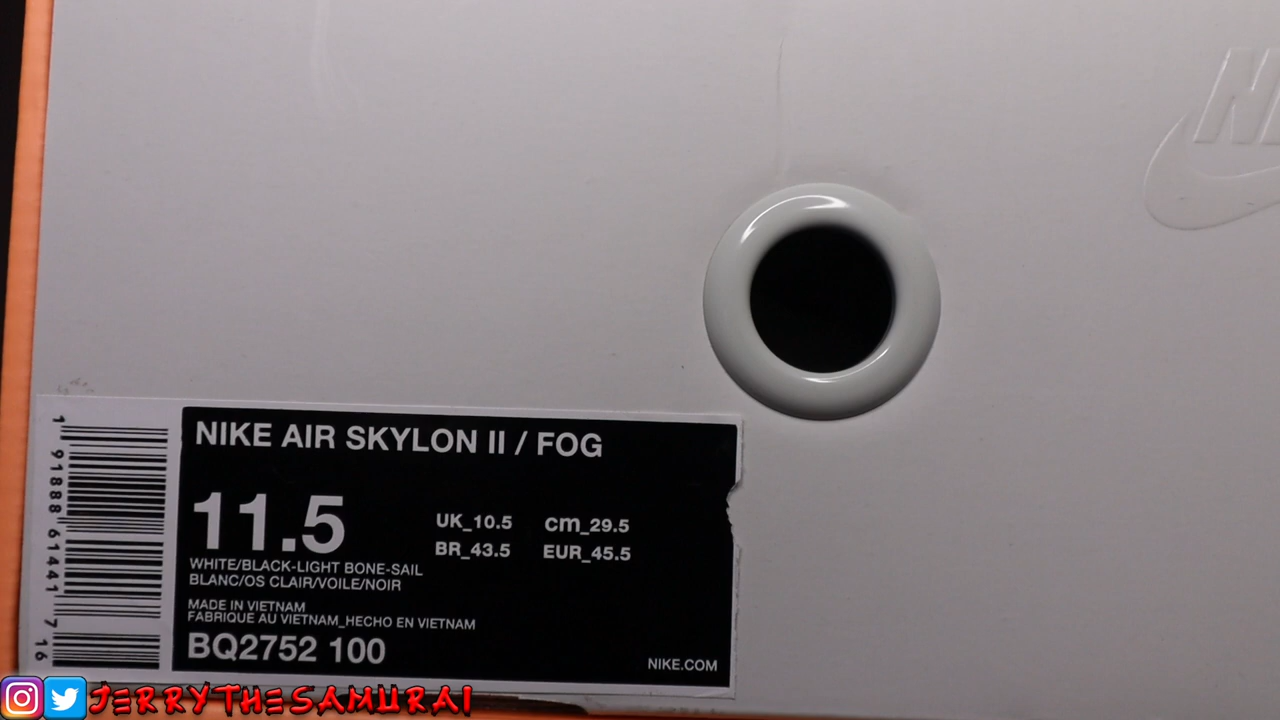 NIKE AIR SKYLON II / FOG
11.5
UK_10.5 cm_29.5
BR_43.5 EUR_45.5
WHITE/BLACK-LIGHT BONE-SAIL
BLANC/OS CLAIR/VOILE/NOIR
MADE IN VIETNAM
FABRIQUE AU VIETNAM_HECHO EN VIETNAM
BQ2752 100
NIKE.COM
1 91888 61441 7 16
JERRYTHESAMURAI